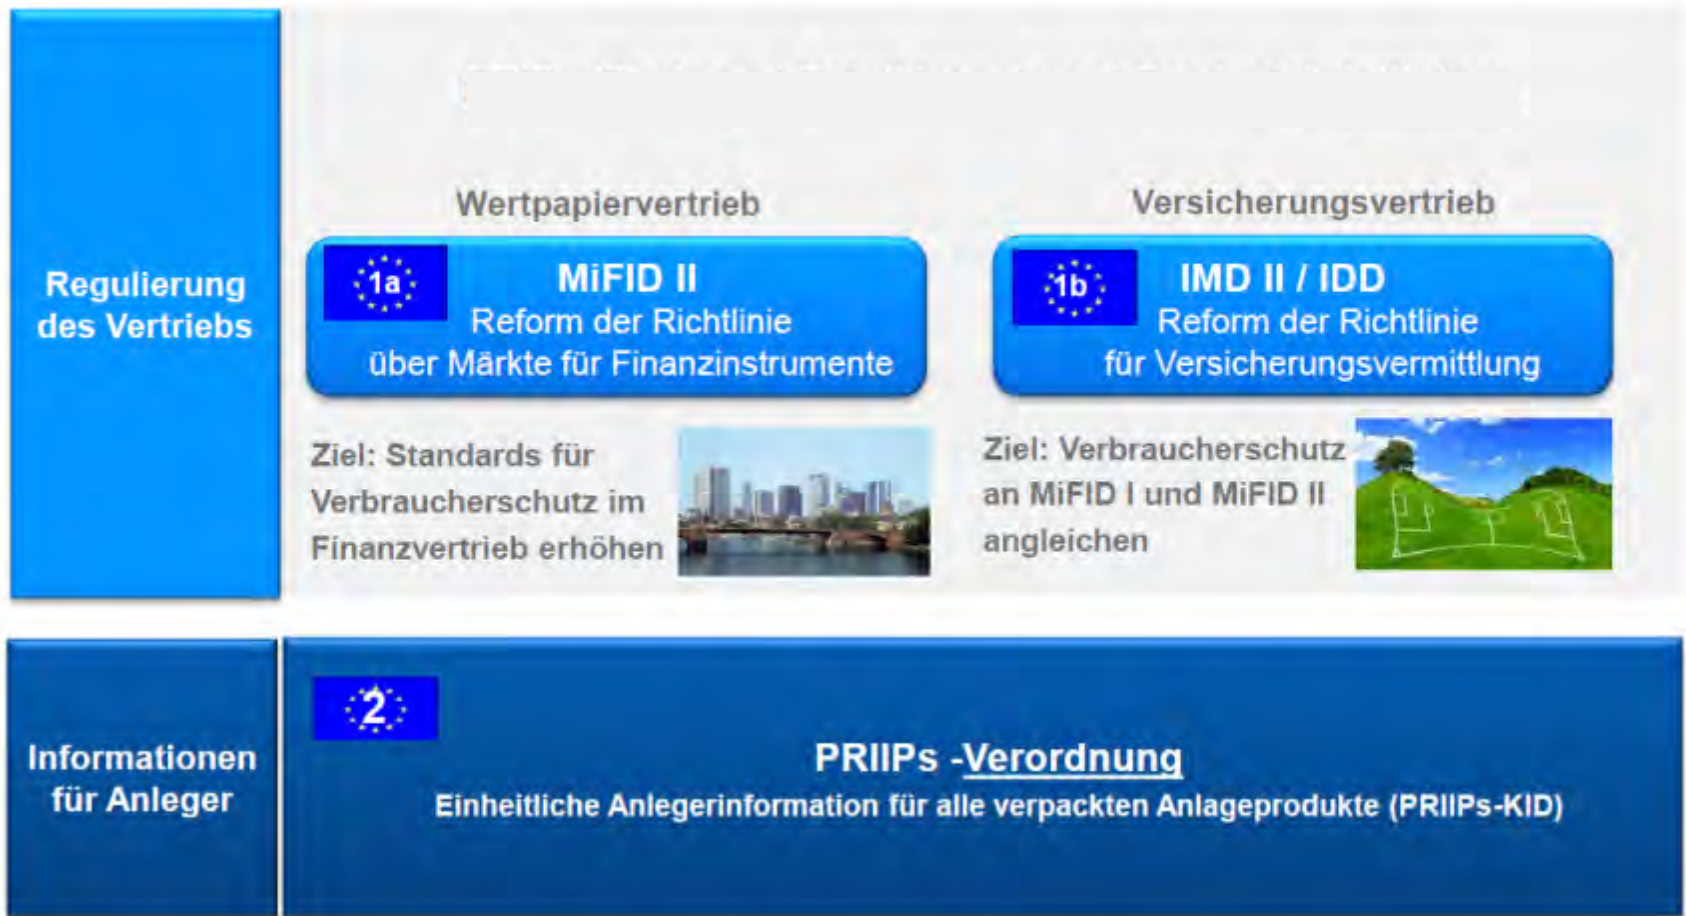 Regulierung
des Vertriebs
Wertpapiervertrieb
1a
MiFID II
Reform der Richtlinie
über Märkte für Finanzinstrumente
Ziel: Standards für
Verbraucherschutz im
Finanzvertrieb erhöhen
Versicherungsvertrieb
1b
IMD II / IDD
Reform der Richtlinie
für Versicherungsvermittlung
Ziel: Verbraucherschutz
an MiFID I und MiFID II
angleichen
Informationen
für Anleger
2
PRIIPs -Verordnung
Einheitliche Anlegerinformation für alle verpackten Anlageprodukte (PRIIPs-KID)